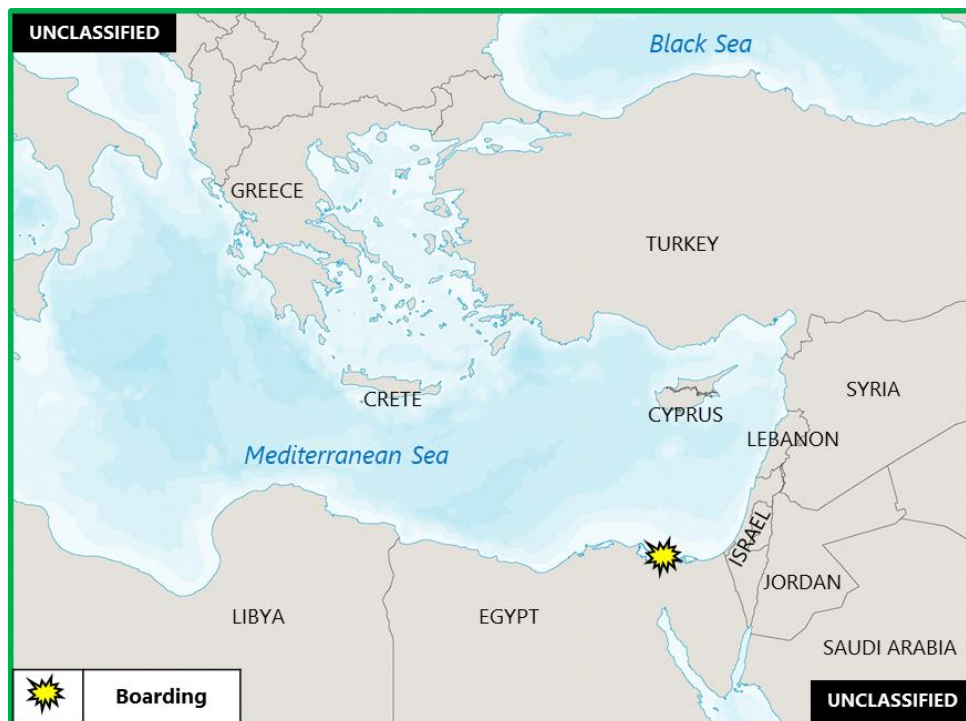 UNCLASSIFIED
Black Sea
GREECE
TURKEY
CRETE
CYPRUS
SYRIA
LEBANON
Mediterranean Sea
ISRAEL
JORDAN
LIBYA
EGYPT
SAUDI ARABIA
Boarding
UNCLASSIFIED